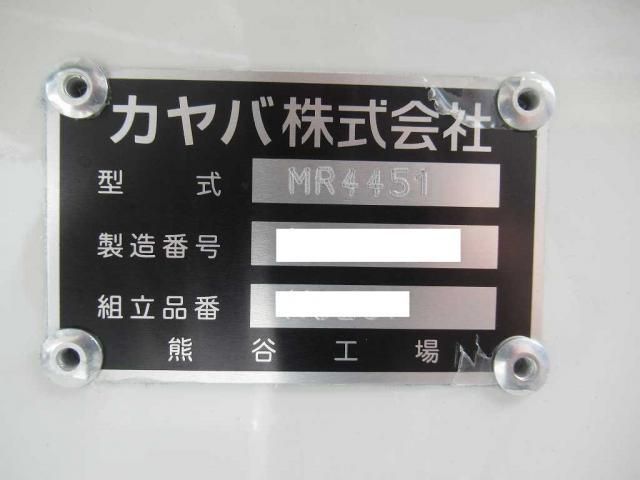 カヤバ株式会社
型式 MR4451
製造番号
組立品番
熊谷工場